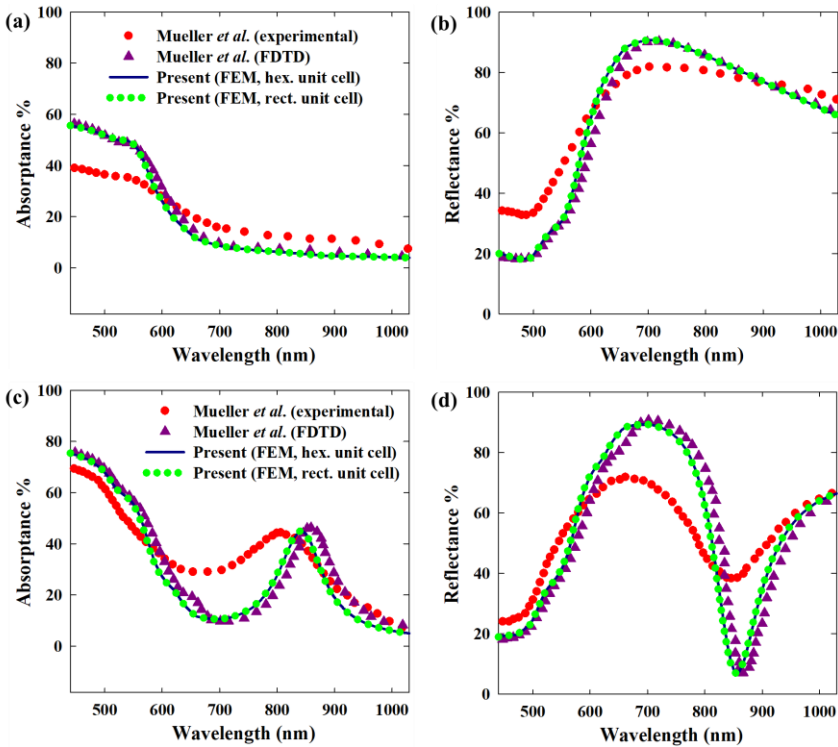 (a)
100
80
60
40
20
0
Absorptance %
500 600 700 800 900 1000
Wavelength (nm)
Mueller et al. (experimental)
Mueller et al. (FDTD)
Present (FEM, hex. unit cell)
Present (FEM, rect. unit cell)
(b)
100
80
60
40
20
0
Reflectance %
500 600 700 800 900 1000
Wavelength (nm)
(c)
100
80
60
40
20
0
Absorptance %
500 600 700 800 900 1000
Wavelength (nm)
Mueller et al. (experimental)
Mueller et al. (FDTD)
Present (FEM, hex. unit cell)
Present (FEM, rect. unit cell)
(d)
100
80
60
40
20
0
Reflectance %
500 600 700 800 900 1000
Wavelength (nm)